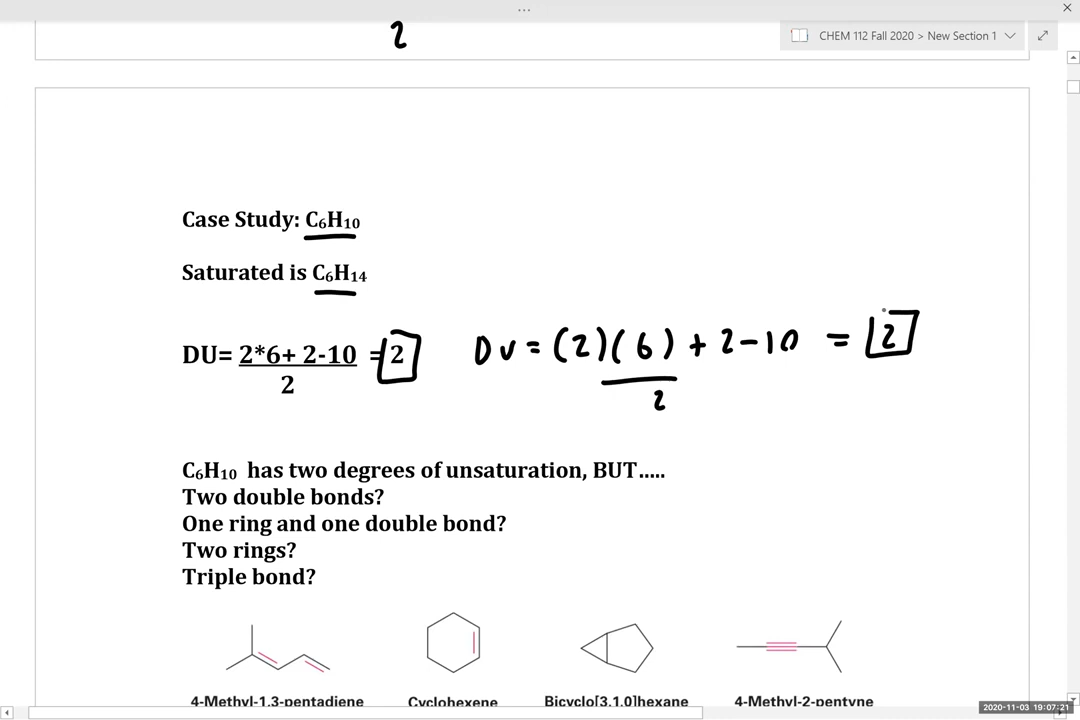 ...
2
CHEM 112 Fall 2020 > New Section 1
Case Study: C₆H₁₀
Saturated is C₆H₁₄
DU= 2*6+ 2-10 =2
2
DU = (2)(6) + 2-10 = 2
2
C₆H₁₀ has two degrees of unsaturation, BUT.....
Two double bonds?
One ring and one double bond?
Two rings?
Triple bond?
4-Methyl-1,3-pentadiene Cyclohexene Bicyclo[3.1.0]hexane 4-Methyl-2-pentyne
2020-11-03 19:07:21